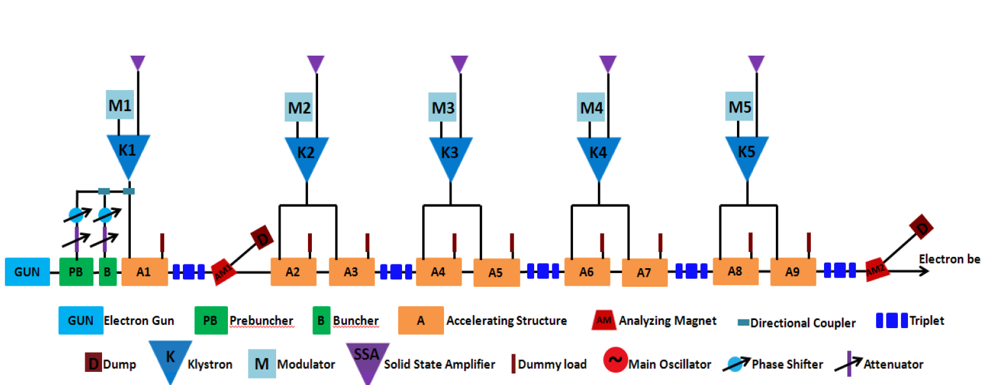 M1 M2 M3 M4 M5
K1 K2 K3 K4 K5
D D
Electron be
GUN PB B A1 AM1 A2 A3 A4 A5 A6 A7 A8 A9 AM2
GUN Electron Gun PB Prebuncher B Buncher A Accelerating Structure AM Analyzing Magnet Directional Coupler Triplet
D Dump K Klystron M Modulator SSA Solid State Amplifier Dummy load ~ Main Oscillator Phase Shifter Attenuator